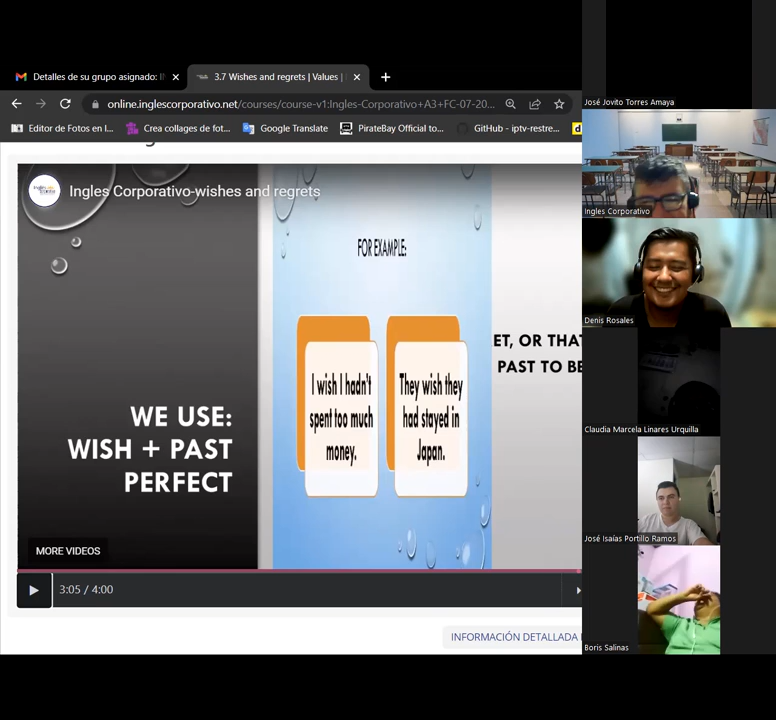 Detalles de su grupo asignado: I
3.7 Wishes and regrets | Values |
online.inglescorporativo.net/courses/course-v1:Ingles-Corporativo+A3+FC-07-20...
Editor de Fotos en l...
Crea collages de fot...
Google Translate
PirateBay Official to...
GitHub - iptv-restre...
Ingles Corporativo-wishes and regrets
FOR EXAMPLE:
I wish I hadn't
spent too much
money.
They wish they
had stayed in
Japan.
ET, OR THAT
PAST TO BE
WE USE:
WISH + PAST
PERFECT
MORE VIDEOS
3:05 / 4:00
INFORMACIÓN DETALLADA
José Jovito Torres Amaya
Ingles Corporativo
Denis Rosales
Claudia Marcela Linares Urquilla
José Isaías Portillo Ramos
Boris Salinas